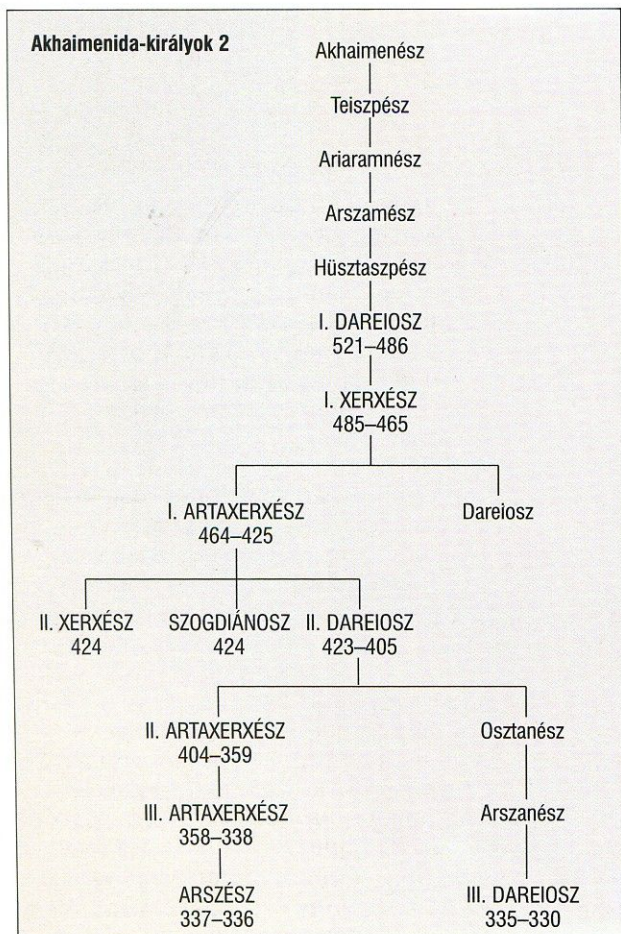 Akhaimenida-királyok 2
Akhaimenész
Teiszpész
Ariaramnész
Arszamész
Hüsztaszpész
I. DAREIOSZ
521–486
I. XERXÉSZ
485–465
I. ARTAXERXÉSZ
464–425
Dareiosz
II. XERXÉSZ
424
SZOGDIÁNOSZ
424
II. DAREIOSZ
423–405
II. ARTAXERXÉSZ
404–359
Osztanész
III. ARTAXERXÉSZ
358–338
Arszanész
ARSZÉSZ
337–336
III. DAREIOSZ
335–330